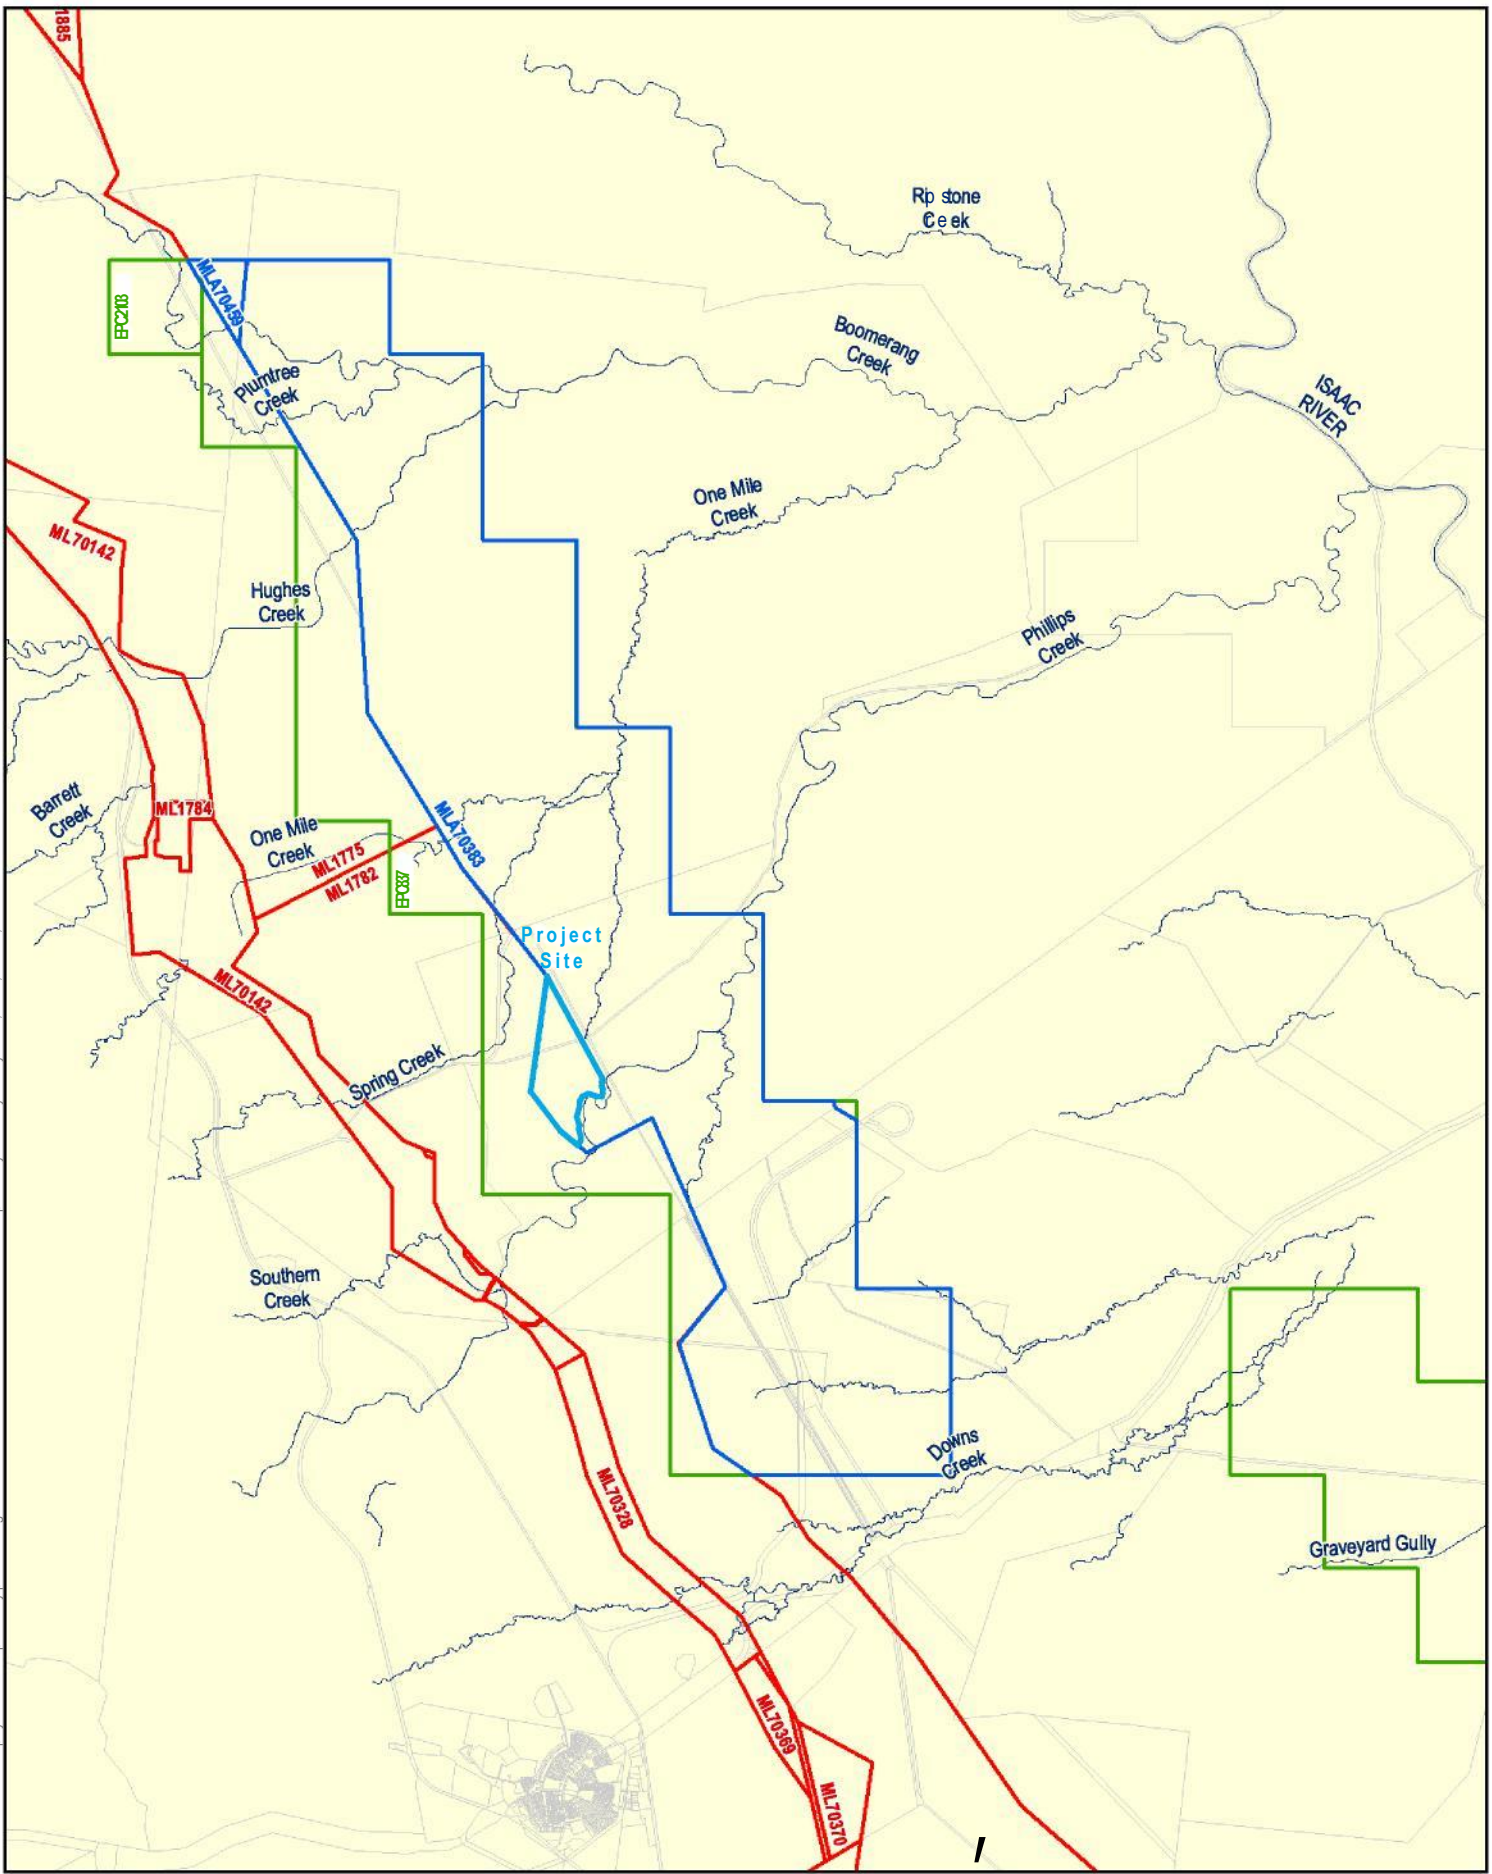 1885
Rip stone
Ceek
MLA70459
EPC2103
Boomerang
Creek
Plumtree
Creek
ISAAC
RIVER
One Mile
Creek
ML70142
Hughes
Creek
Phillips
Creek
Barrett
Creek
ML1784
MLA70383
One Mile
Creek
ML1775
ML1782
EPC837
Project
Site
ML70142
Spring Creek
Southern
Creek
Downs
Creek
ML70328
Graveyard Gully
ML70369
ML70370